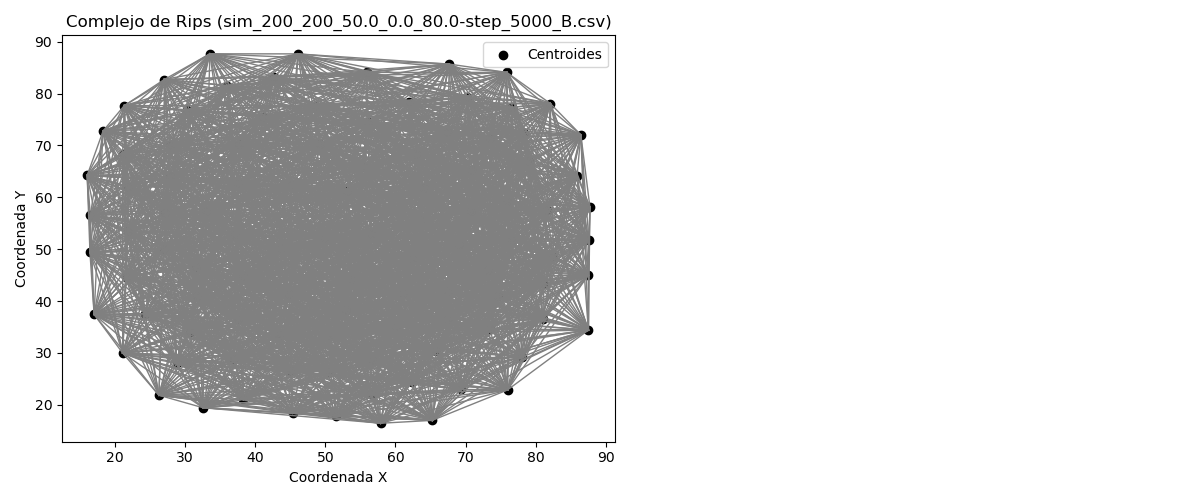 Complejo de Rips (sim_200_200_50.0_0.0_80.0-step_5000_B.csv)
Centroides
90
80
70
60
50
40
30
20
Coordenada Y
20 30 40 50 60 70 80 90
Coordenada X